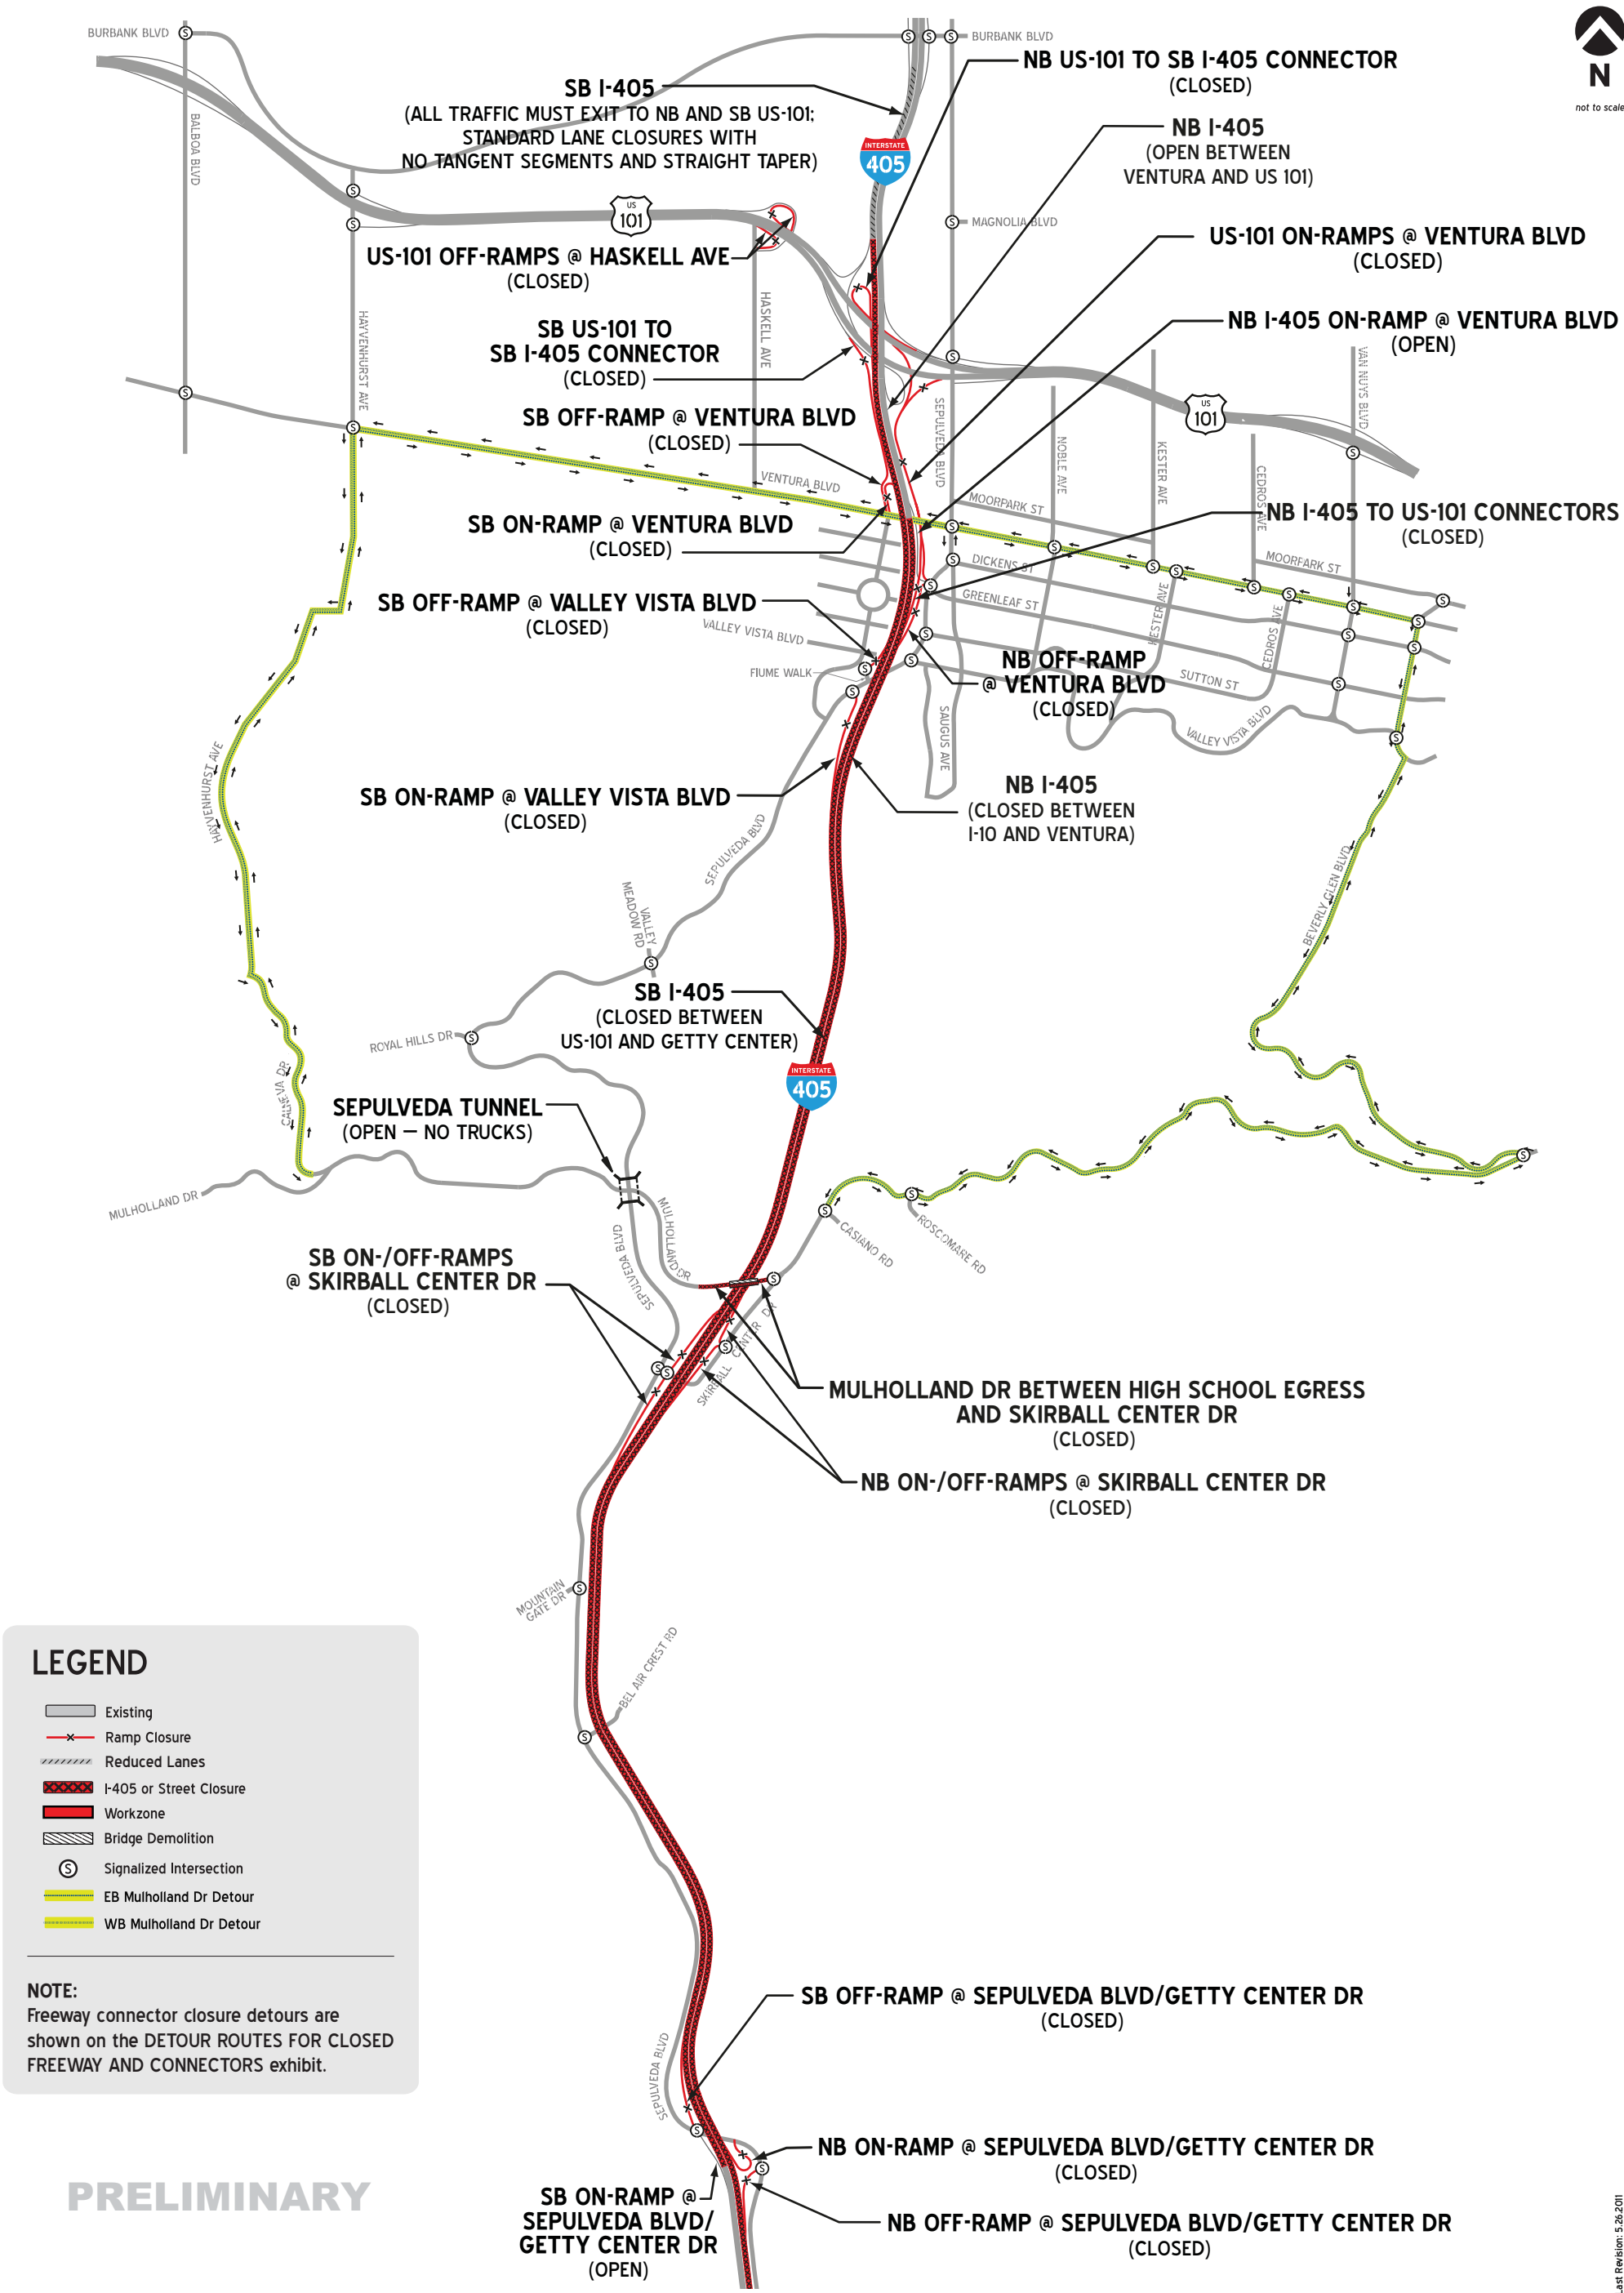 BURBANK BLVD
BURBANK BLVD
N
not to scale
NB US-101 TO SB I-405 CONNECTOR
(CLOSED)
SB I-405
(ALL TRAFFIC MUST EXIT TO NB AND SB US-101;
STANDARD LANE CLOSURES WITH
NO TANGENT SEGMENTS AND STRAIGHT TAPER)
BALBOA BLVD
NB I-405
(OPEN BETWEEN
VENTURA AND US 101)
INTERSTATE
405
US
101
MAGNOLIA BLVD
US-101 OFF-RAMPS @ HASKELL AVE
(CLOSED)
US-101 ON-RAMPS @ VENTURA BLVD
(CLOSED)
HAYVENHURST AVE
HASKELL AVE
SB US-101 TO
SB I-405 CONNECTOR
(CLOSED)
NB I-405 ON-RAMP @ VENTURA BLVD
(OPEN)
VAN NUYS BLVD
SEPULVEDA BLVD
US
101
SB OFF-RAMP @ VENTURA BLVD
(CLOSED)
NOBLE AVE
KESTER AVE
CEDROS AVE
VENTURA BLVD
MOORPARK ST
SB ON-RAMP @ VENTURA BLVD
(CLOSED)
NB I-405 TO US-101 CONNECTORS
(CLOSED)
DICKENS ST
MOORPARK ST
GREENLEAF ST
SB OFF-RAMP @ VALLEY VISTA BLVD
(CLOSED)
VALLEY VISTA BLVD
KESTER AVE
CEDROS AVE
FIUME WALK
NB OFF-RAMP
@ VENTURA BLVD
(CLOSED)
SUTTON ST
SAUGUS AVE
VALLEY VISTA BLVD
HAYVENHURST AVE
SB ON-RAMP @ VALLEY VISTA BLVD
(CLOSED)
NB I-405
(CLOSED BETWEEN
I-10 AND VENTURA)
SEPULVEDA BLVD
VALLEY
MEADOW RD
BEVERLY GLEN BLVD
SB I-405
(CLOSED BETWEEN
US-101 AND GETTY CENTER)
ROYAL HILLS DR
INTERSTATE
405
CALNEVA DR
SEPULVEDA TUNNEL
(OPEN — NO TRUCKS)
MULHOLLAND DR
MULHOLLAND DR
SEPULVEDA BLVD
CASIANO RD
ROSCOMARE RD
SB ON-/OFF-RAMPS
@ SKIRBALL CENTER DR
(CLOSED)
SKIRBALL CENTER DR
MULHOLLAND DR BETWEEN HIGH SCHOOL EGRESS
AND SKIRBALL CENTER DR
(CLOSED)
NB ON-/OFF-RAMPS @ SKIRBALL CENTER DR
(CLOSED)
MOUNTAIN
GATE DR
BEL AIR CREST RD
LEGEND
Existing
Ramp Closure
Reduced Lanes
I-405 or Street Closure
Workzone
Bridge Demolition
S Signalized Intersection
EB Mulholland Dr Detour
WB Mulholland Dr Detour
NOTE:
Freeway connector closure detours are
shown on the DETOUR ROUTES FOR CLOSED
FREEWAY AND CONNECTORS exhibit.
SB OFF-RAMP @ SEPULVEDA BLVD/GETTY CENTER DR
(CLOSED)
SEPULVEDA BLVD
NB ON-RAMP @ SEPULVEDA BLVD/GETTY CENTER DR
(CLOSED)
PRELIMINARY
SB ON-RAMP @
SEPULVEDA BLVD/
GETTY CENTER DR
(OPEN)
NB OFF-RAMP @ SEPULVEDA BLVD/GETTY CENTER DR
(CLOSED)
Revision: 5.26.2011